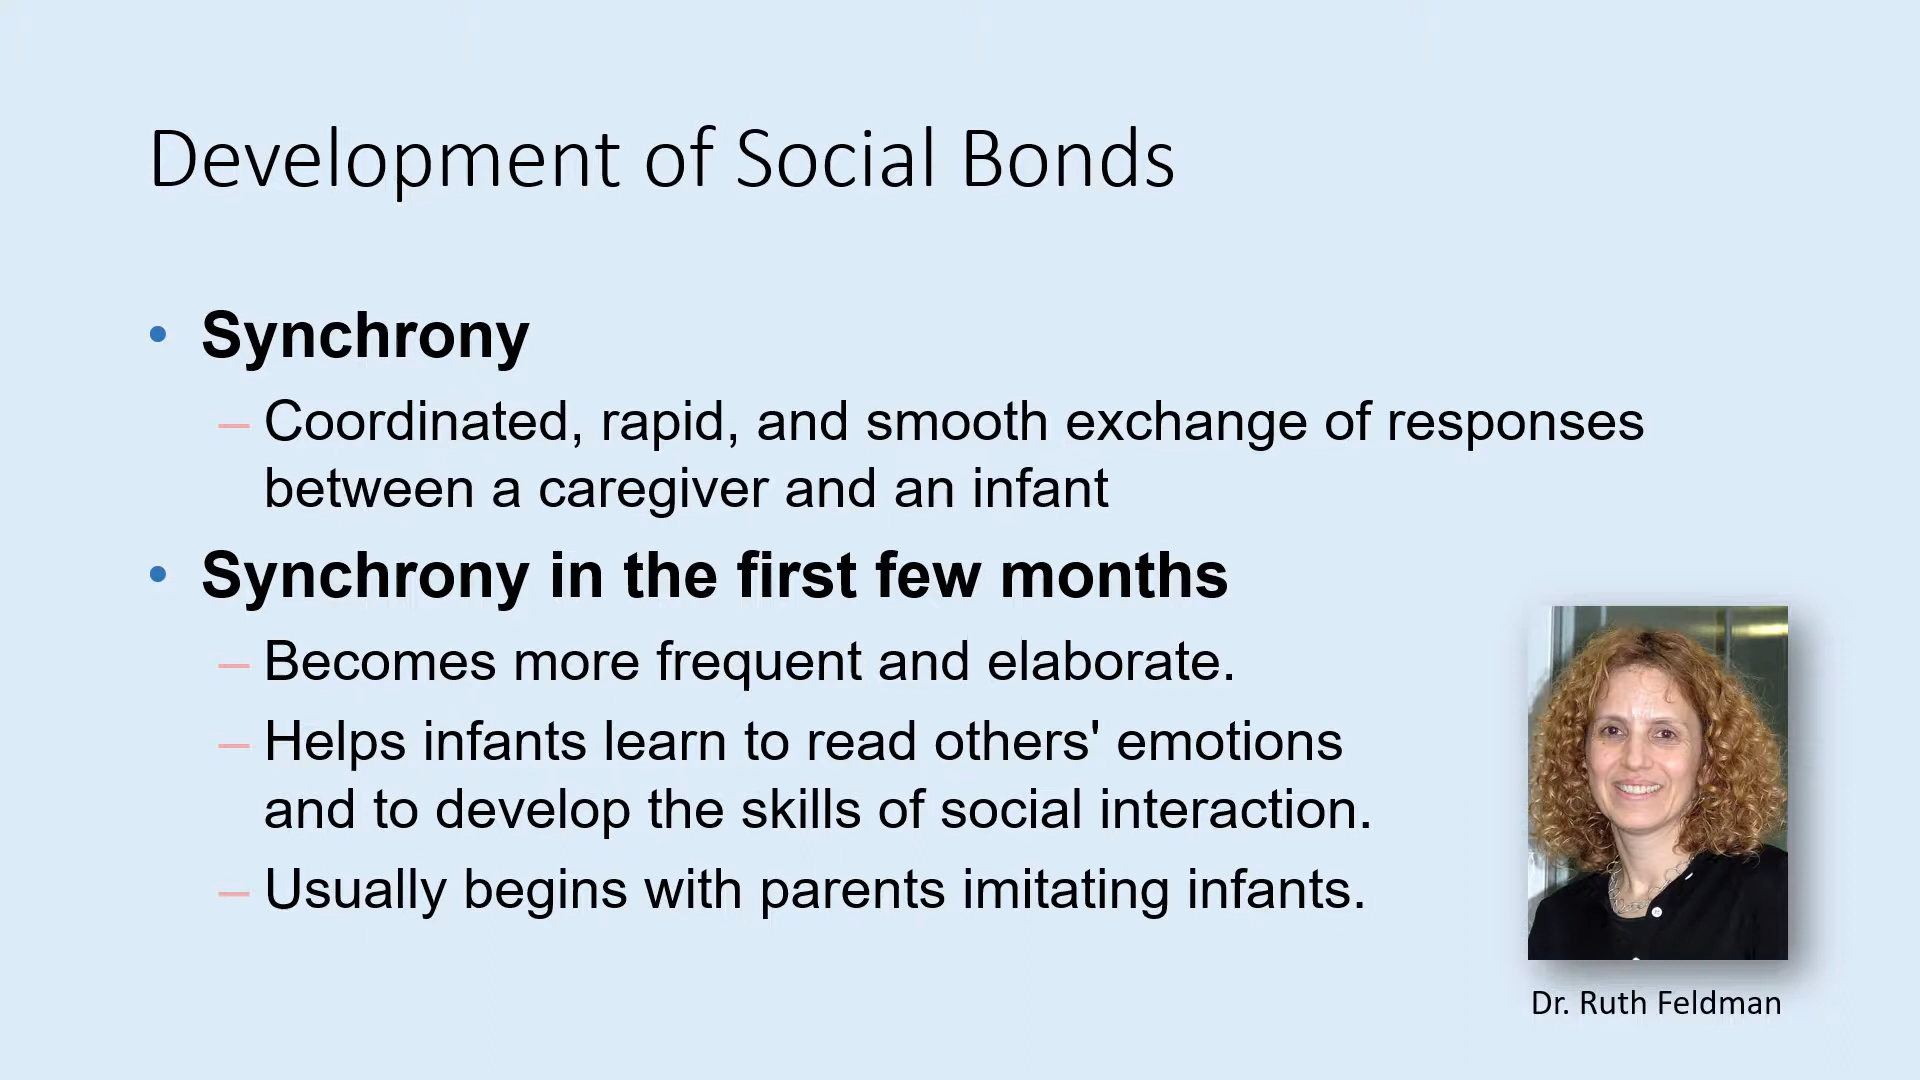 Development of Social Bonds
• Synchrony
– Coordinated, rapid, and smooth exchange of responses
between a caregiver and an infant
• Synchrony in the first few months
– Becomes more frequent and elaborate.
– Helps infants learn to read others' emotions
and to develop the skills of social interaction.
– Usually begins with parents imitating infants.
Dr. Ruth Feldman